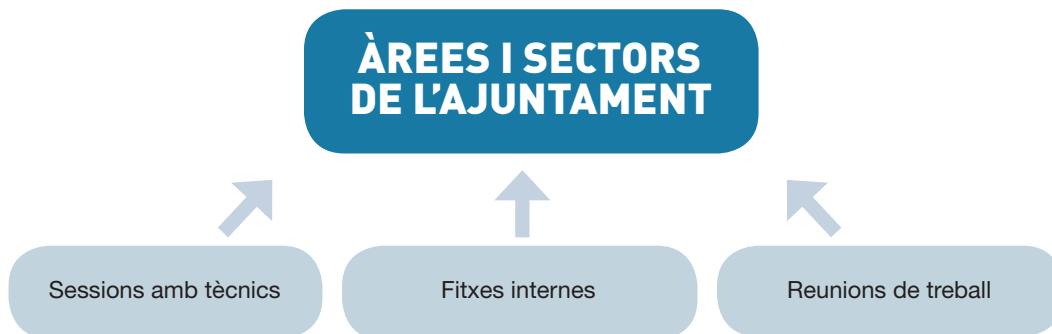 ÀREES I SECTORS
DE L'AJUNTAMENT
Sessions amb tècnics
Fitxes internes
Reunions de treball